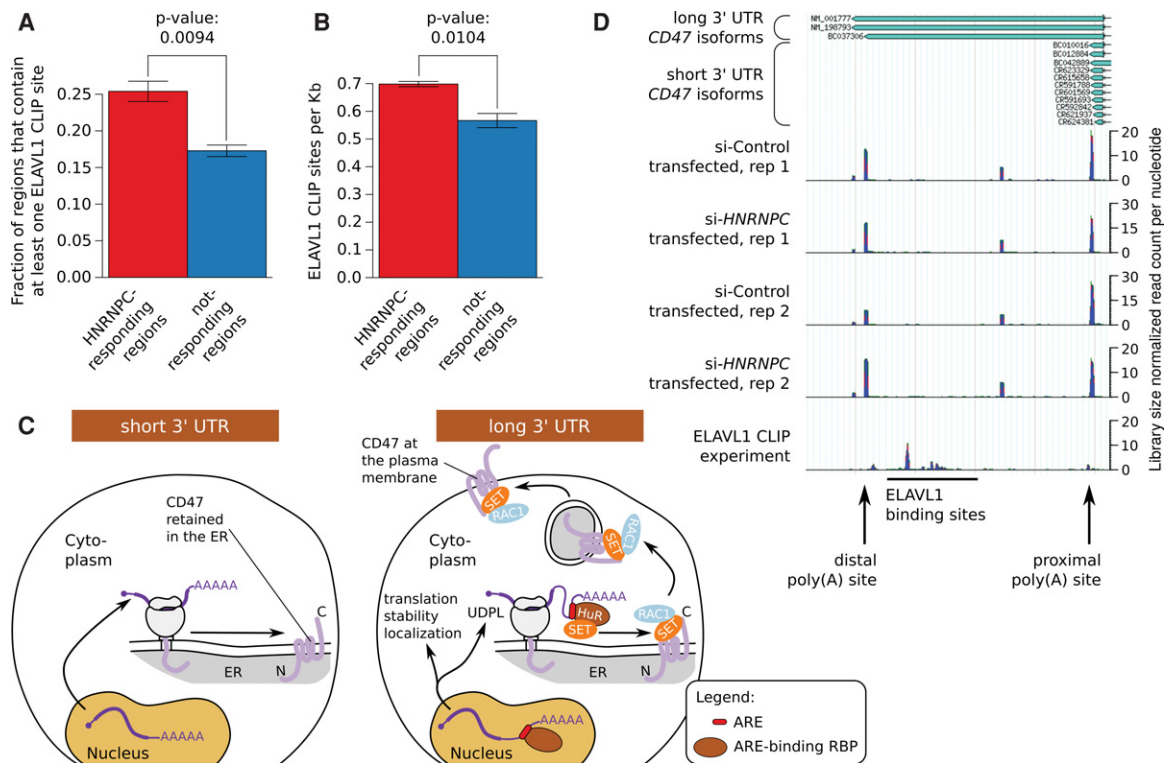 A
p-value:
0.0094
Fraction of regions that contain
at least one ELAVL1 CLIP site
0.25
0.20
0.15
0.10
0.05
0.00
HNRNPC-
responding
regions
not-
responding
regions
B
p-value:
0.0104
ELAVL1 CLIP sites per Kb
0.7
0.6
0.5
0.4
0.3
0.2
0.1
0.0
HNRNPC-
responding
regions
not-
responding
regions
C
short 3' UTR
CD47
retained
in the ER
Cyto-
plasm
AAAAA
C
ER
N
AAAAA
Nucleus
long 3' UTR
CD47 at
the plasma
membrane
SET
RAC1
SET
RAC1
Cyto-
plasm
translation
stability
localization
UDPL
AAAAA
HuR
SET
RAC1
SET
C
ER
N
AAAAA
Nucleus
Legend:
ARE
ARE-binding RBP
D
long 3' UTR
CD47 isoforms
NM_001777
NM_198793
BC037306
short 3' UTR
CD47 isoforms
BC010016
BC012884
BC042889
CR623329
CR615658
CR591788
CR601569
CR591693
CR592842
CR621937
CR624381
si-Control
transfected, rep 1
20
10
0
si-HNRNPC
transfected, rep 1
30
15
0
si-Control
transfected, rep 2
30
15
0
si-HNRNPC
transfected, rep 2
20
10
0
ELAVL1 CLIP
experiment
20
10
0
Library size normalized read count per nucleotide
ELAVL1
binding sites
distal
poly(A) site
proximal
poly(A) site